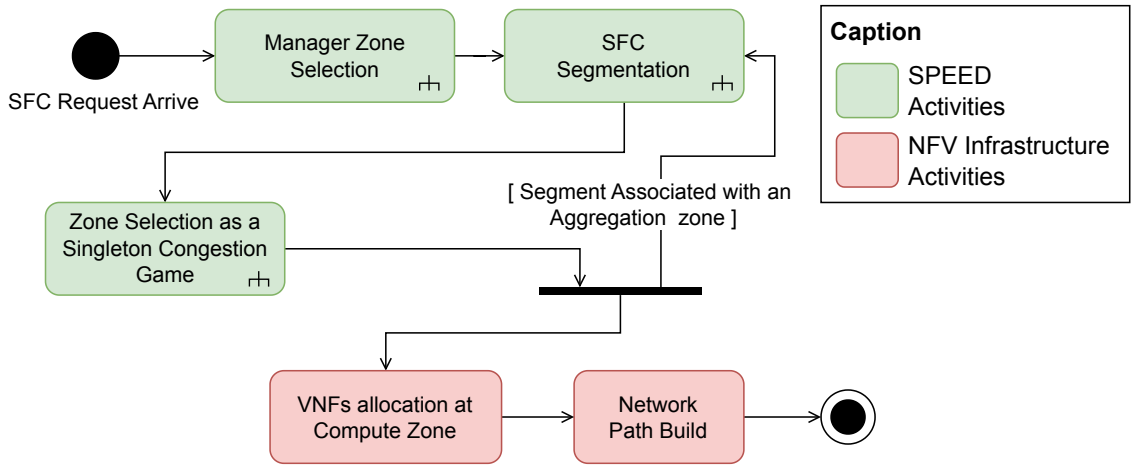 SFC Request Arrive
Manager Zone
Selection
SFC
Segmentation
Caption
SPEED
Activities
NFV Infrastructure
Activities
[ Segment Associated with an
Aggregation zone ]
Zone Selection as a
Singleton Congestion
Game
VNFs allocation at
Compute Zone
Network
Path Build